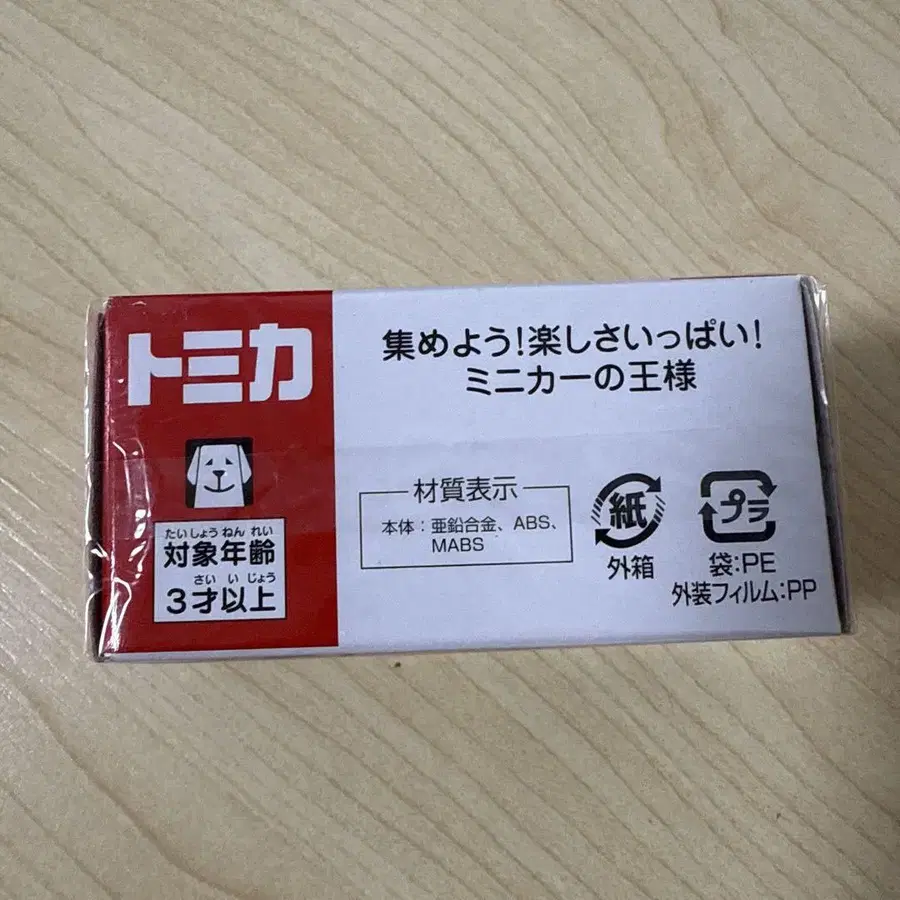 トミカ
たいしょうねんれい
対象年齢
さいいじょう
3才以上
集めよう!楽しさいっぱい!
ミニカーの王様
材質表示
本体:亜鉛合金、ABS、
MABS
紙
外箱
プラ
袋:PE
外装フィルム:PP